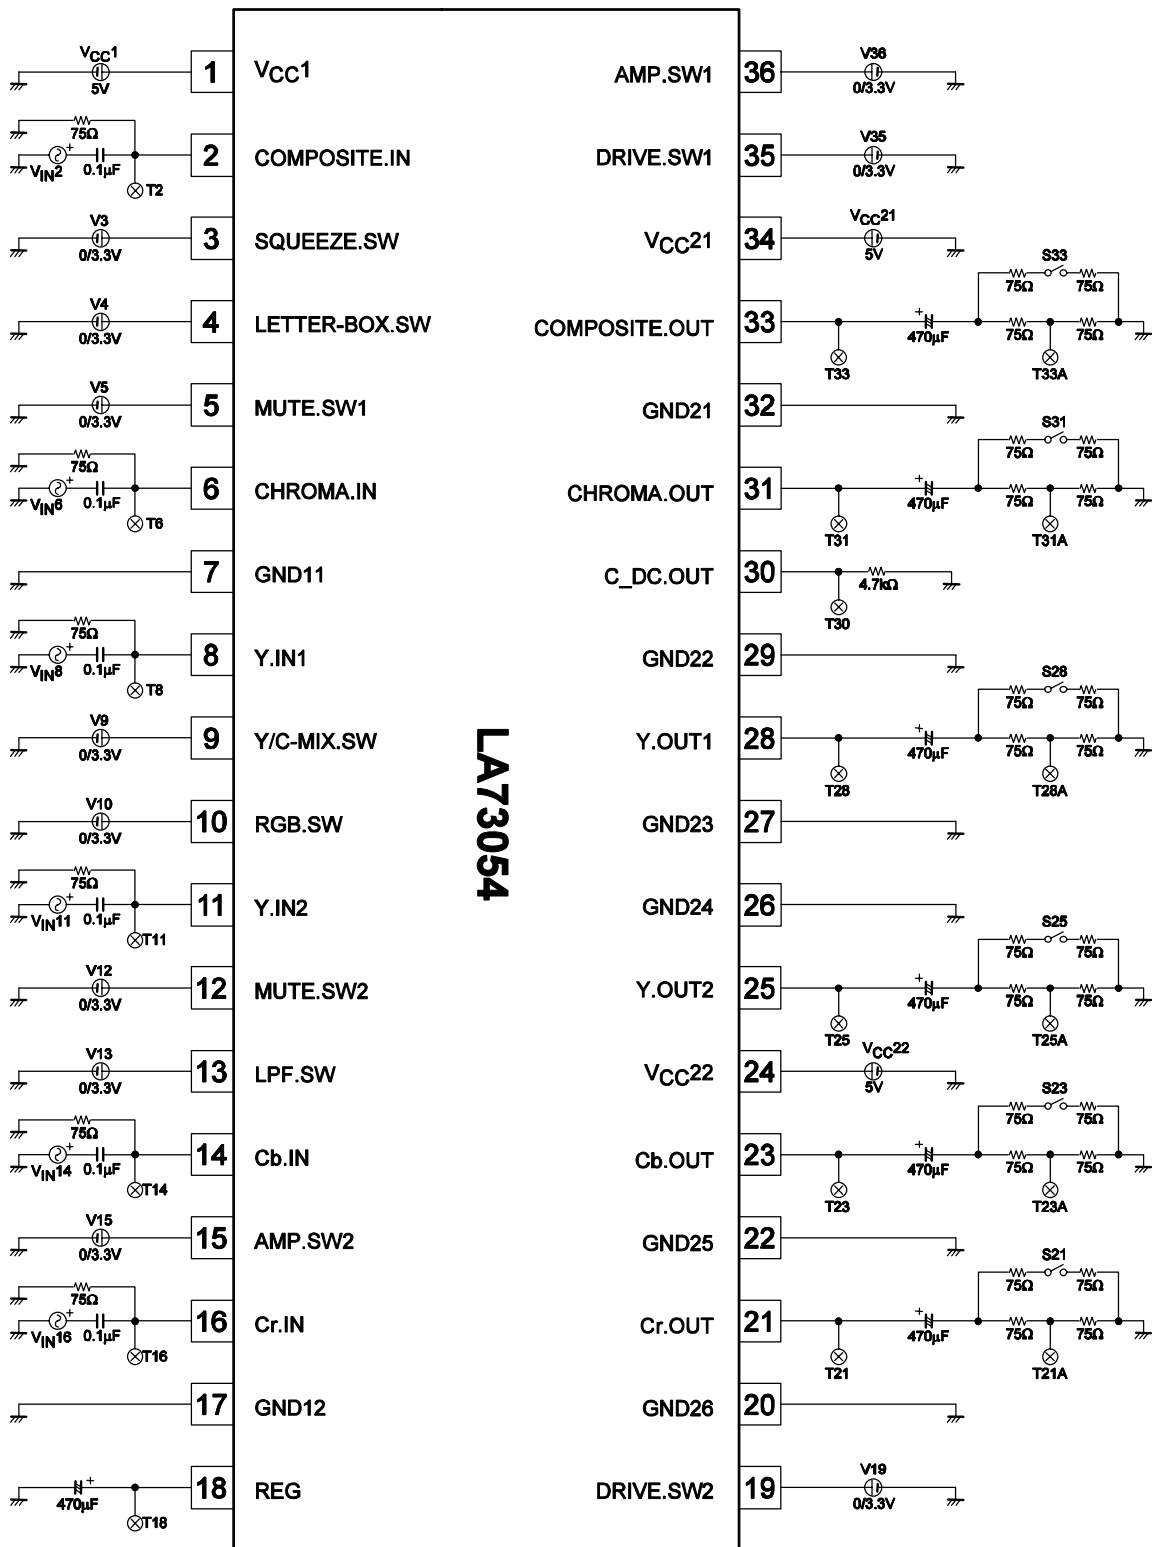 VCC1
5V
1
VCC1
AMP.SW1
36
V36
0/3.3V
75Ω
VIN2
+
0.1µF
T2
2
COMPOSITE.IN
DRIVE.SW1
35
V35
0/3.3V
V3
0/3.3V
3
SQUEEZE.SW
VCC21
34
VCC21
5V
V4
0/3.3V
4
LETTER-BOX.SW
COMPOSITE.OUT
33
T33
+
470µF
S33
75Ω
75Ω
75Ω
75Ω
T33A
V5
0/3.3V
5
MUTE.SW1
GND21
32
75Ω
VIN6
+
0.1µF
T6
6
CHROMA.IN
CHROMA.OUT
31
T31
+
470µF
S31
75Ω
75Ω
75Ω
75Ω
T31A
7
GND11
C_DC.OUT
30
4.7kΩ
T30
75Ω
VIN8
+
0.1µF
T8
8
Y.IN1
GND22
29
V9
0/3.3V
9
Y/C-MIX.SW
Y.OUT1
28
T28
+
470µF
S28
75Ω
75Ω
75Ω
75Ω
T28A
LA73054
V10
0/3.3V
10
RGB.SW
GND23
27
75Ω
VIN11
+
0.1µF
T11
11
Y.IN2
GND24
26
V12
0/3.3V
12
MUTE.SW2
Y.OUT2
25
T25
+
470µF
S25
75Ω
75Ω
75Ω
75Ω
T25A
V13
0/3.3V
13
LPF.SW
VCC22
24
VCC22
5V
75Ω
VIN14
+
0.1µF
T14
14
Cb.IN
Cb.OUT
23
T23
+
470µF
S23
75Ω
75Ω
75Ω
75Ω
T23A
V15
0/3.3V
15
AMP.SW2
GND25
22
75Ω
VIN16
+
0.1µF
T16
16
Cr.IN
Cr.OUT
21
T21
+
470µF
S21
75Ω
75Ω
75Ω
75Ω
T21A
17
GND12
GND26
20
+
470µF
T18
18
REG
DRIVE.SW2
19
V19
0/3.3V